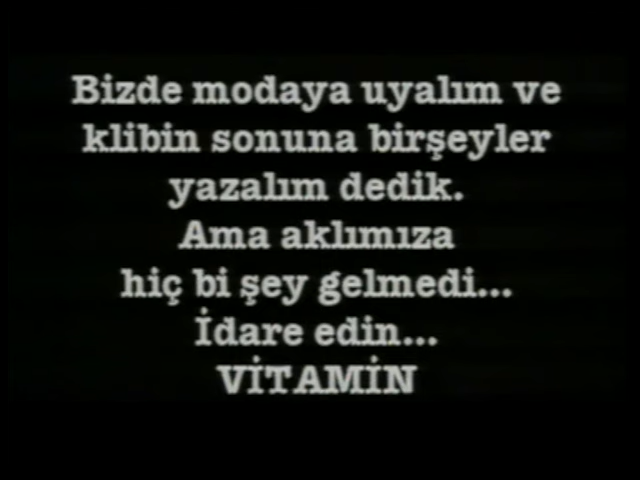 Bizde modaya uyalım ve
klibin sonuna birşeyler
yazalım dedik.
Ama aklımıza
hiç bi şey gelmedi...
İdare edin...
VİTAMİN